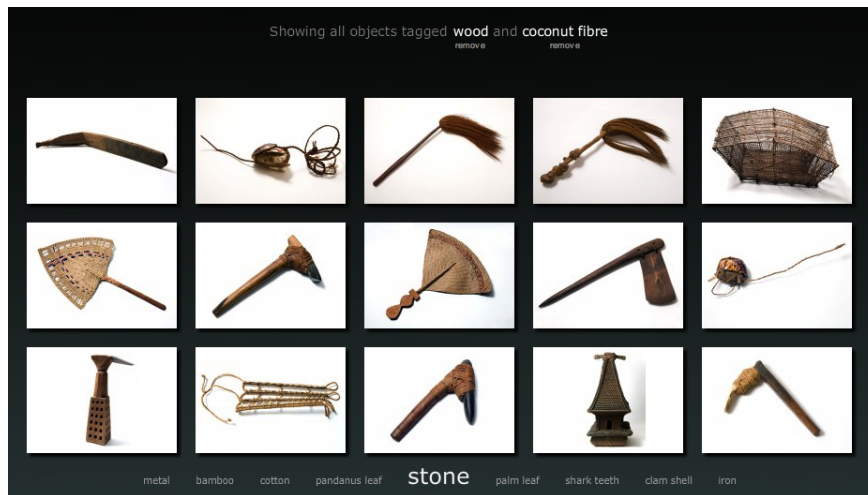 Showing all objects tagged wood and coconut fibre
remove remove
metal bamboo cotton pandanus leaf stone palm leaf shark teeth clam shell iron